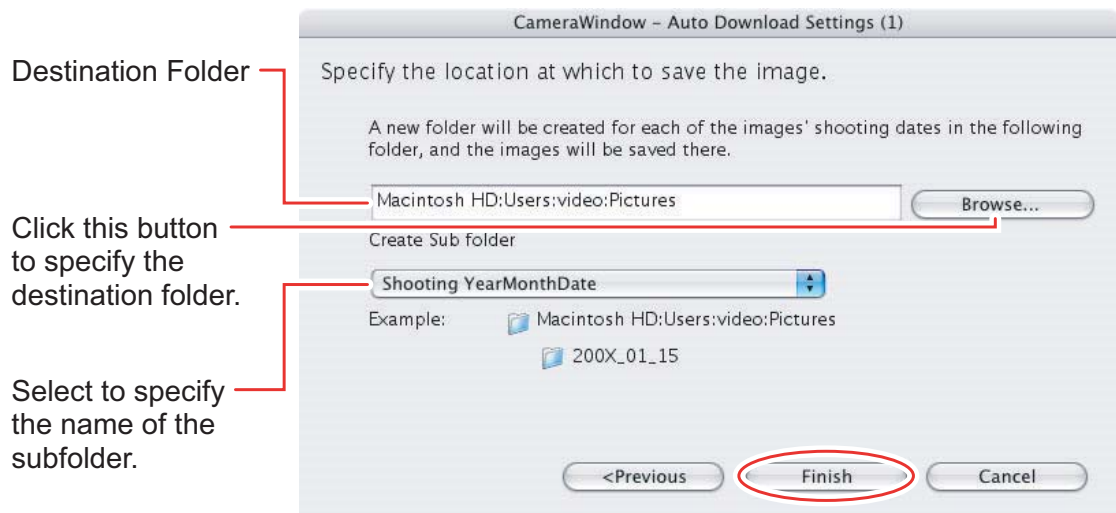 CameraWindow – Auto Download Settings (1)
Destination Folder
Specify the location at which to save the image.
A new folder will be created for each of the images' shooting dates in the following
folder, and the images will be saved there.
Macintosh HD:Users:video:Pictures
Browse...
Click this button
to specify the
destination folder.
Create Sub folder
Shooting YearMonthDate
Example:
Macintosh HD:Users:video:Pictures
200X_01_15
Select to specify
the name of the
subfolder.
<Previous
Finish
Cancel